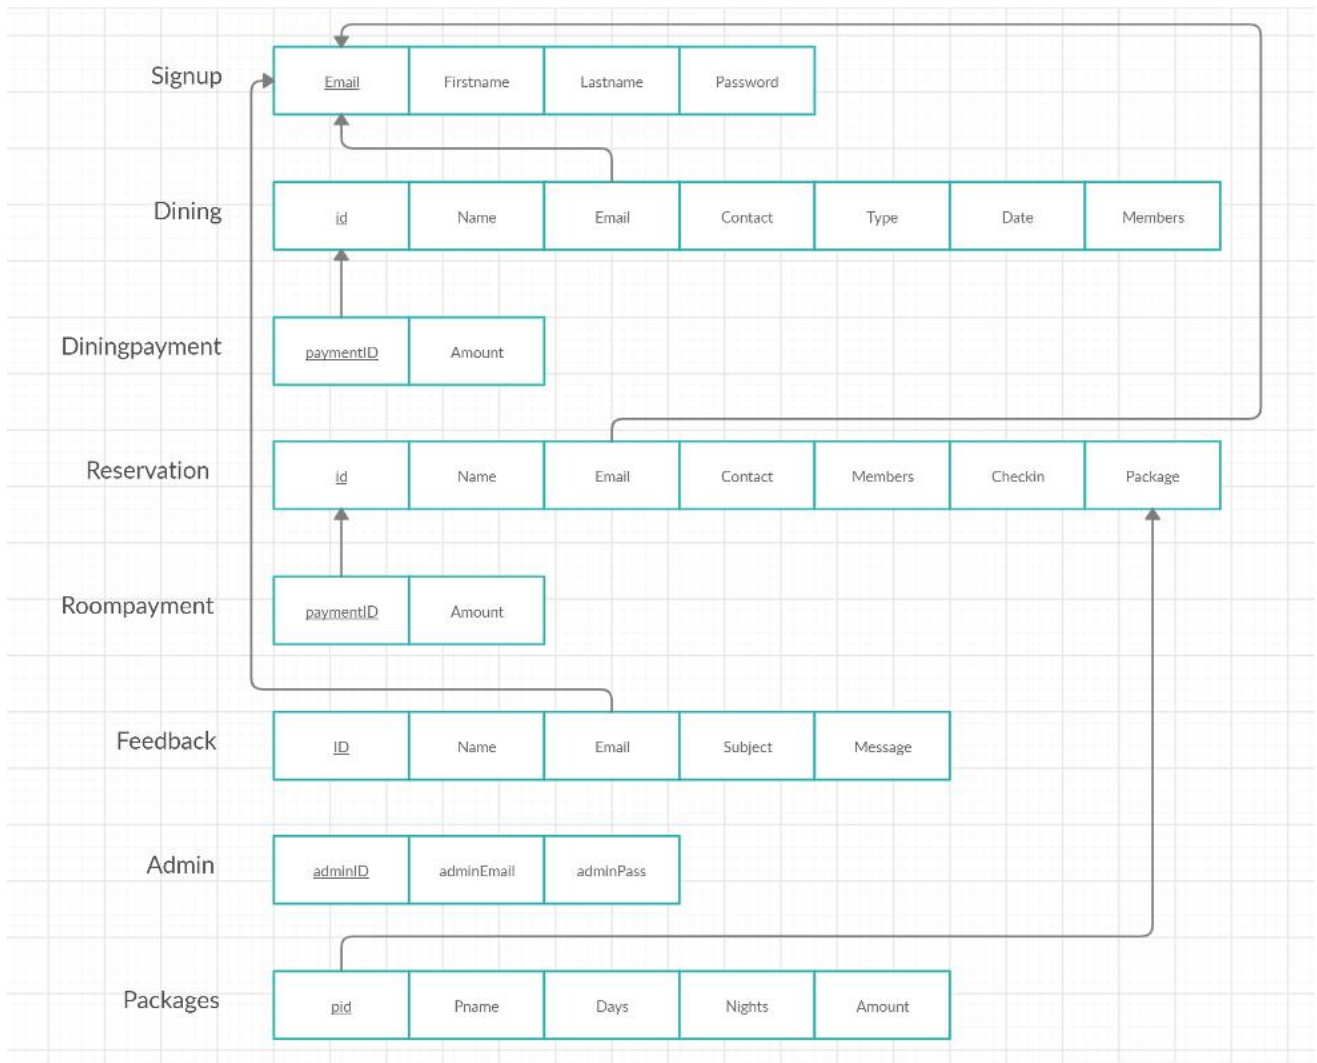 Signup Email Firstname Lastname Password
Dining id Name Email Contact Type Date Members
Diningpayment paymentID Amount
Reservation id Name Email Contact Members Checkin Package
Roompayment paymentID Amount
Feedback ID Name Email Subject Message
Admin adminID adminEmail adminPass
Packages pid Pname Days Nights Amount